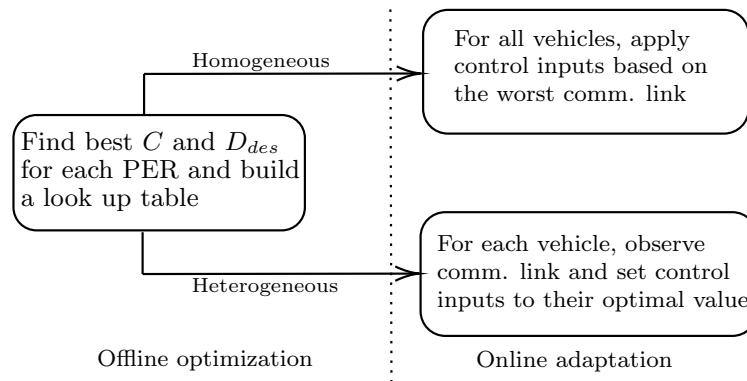 Homogeneous
For all vehicles, apply
control inputs based on
the worst comm. link
Find best C and D_des
for each PER and build
a look up table
For each vehicle, observe
comm. link and set control
inputs to their optimal value
Heterogeneous
Offline optimization
Online adaptation